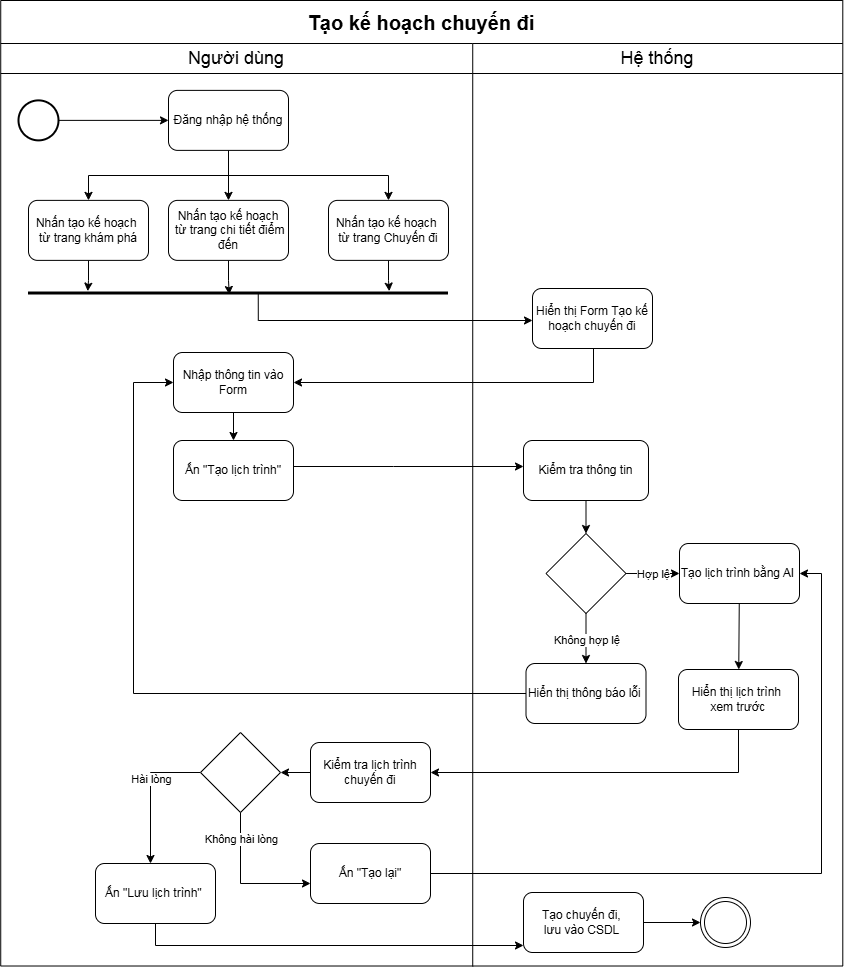 Tạo kế hoạch chuyến đi
Người dùng
Hệ thống
Đăng nhập hệ thống
Nhấn tạo kế hoạch
từ trang khám phá
Nhấn tạo kế hoạch
từ trang chi tiết điểm
đến
Nhấn tạo kế hoạch
từ trang Chuyến đi
Hiển thị Form Tạo kế
hoạch chuyến đi
Nhập thông tin vào
Form
Ấn "Tạo lịch trình"
Kiểm tra thông tin
Hợp lệ
Tạo lịch trình bằng AI
Không hợp lệ
Hiển thị thông báo lỗi
Hiển thị lịch trình
xem trước
Kiểm tra lịch trình
chuyến đi
Hài lòng
Không hài lòng
Ấn "Tạo lại"
Ấn "Lưu lịch trình"
Tạo chuyến đi,
lưu vào CSDL